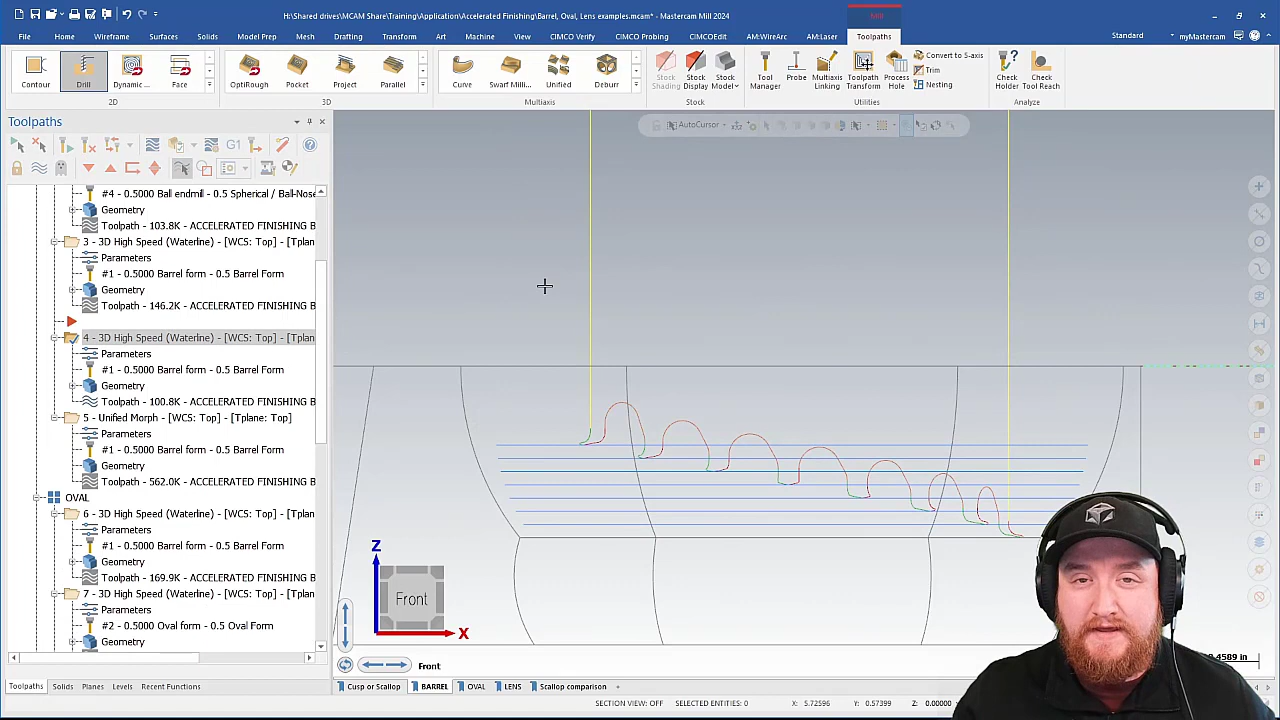 H:\Shared drives\MCAM Share\Training\Application\Accelerated Finishing\Barrel, Oval, Lens examples.mcam* - Mastercam Mill 2024
Mill
File Home Wireframe Surfaces Solids Model Prep Mesh Drafting Transform Art Machine View CIMCO Verify CIMCO Probing CIMCOEdit AM:WireArc AM:Laser Toolpaths
Standard myMastercam
Contour Drill Dynamic ... Face
OptiRough Pocket Project Parallel
Curve Swarf Milli... Unified Deburr
Stock Shading Stock Display Stock Model
Tool Manager Probe Multiaxis Linking Toolpath Transform Process Hole
Convert to 5-axis
Trim
Nesting
Check Holder Check Tool Reach
2D 3D Multiaxis Stock Utilities Analyze
Toolpaths
AutoCursor
G1
#4 - 0.5000 Ball endmill - 0.5 Spherical / Ball-Nose
Geometry
Toolpath - 103.8K - ACCELERATED FINISHING B
3 - 3D High Speed (Waterline) - [WCS: Top] - [Tplan
Parameters
#1 - 0.5000 Barrel form - 0.5 Barrel Form
Geometry
Toolpath - 146.2K - ACCELERATED FINISHING B
4 - 3D High Speed (Waterline) - [WCS: Top] - [Tplan
Parameters
#1 - 0.5000 Barrel form - 0.5 Barrel Form
Geometry
Toolpath - 100.8K - ACCELERATED FINISHING B
5 - Unified Morph - [WCS: Top] - [Tplane: Top]
Parameters
#1 - 0.5000 Barrel form - 0.5 Barrel Form
Geometry
Toolpath - 562.0K - ACCELERATED FINISHING B
OVAL
6 - 3D High Speed (Waterline) - [WCS: Top] - [Tplan
Parameters
#1 - 0.5000 Barrel form - 0.5 Barrel Form
Geometry
Toolpath - 169.9K - ACCELERATED FINISHING B
7 - 3D High Speed (Waterline) - [WCS: Top] - [Tplan
Parameters
#2 - 0.5000 Oval form - 0.5 Oval Form
Geometry
Z
Front
X
Front
Toolpaths Solids Planes Levels Recent Functions
Cusp or Scallop BARREL OVAL LENS Scallop comparison +
SECTION VIEW: OFF SELECTED ENTITIES: 0 X: 5.72596 Y: 0.57399 Z: 0.00000